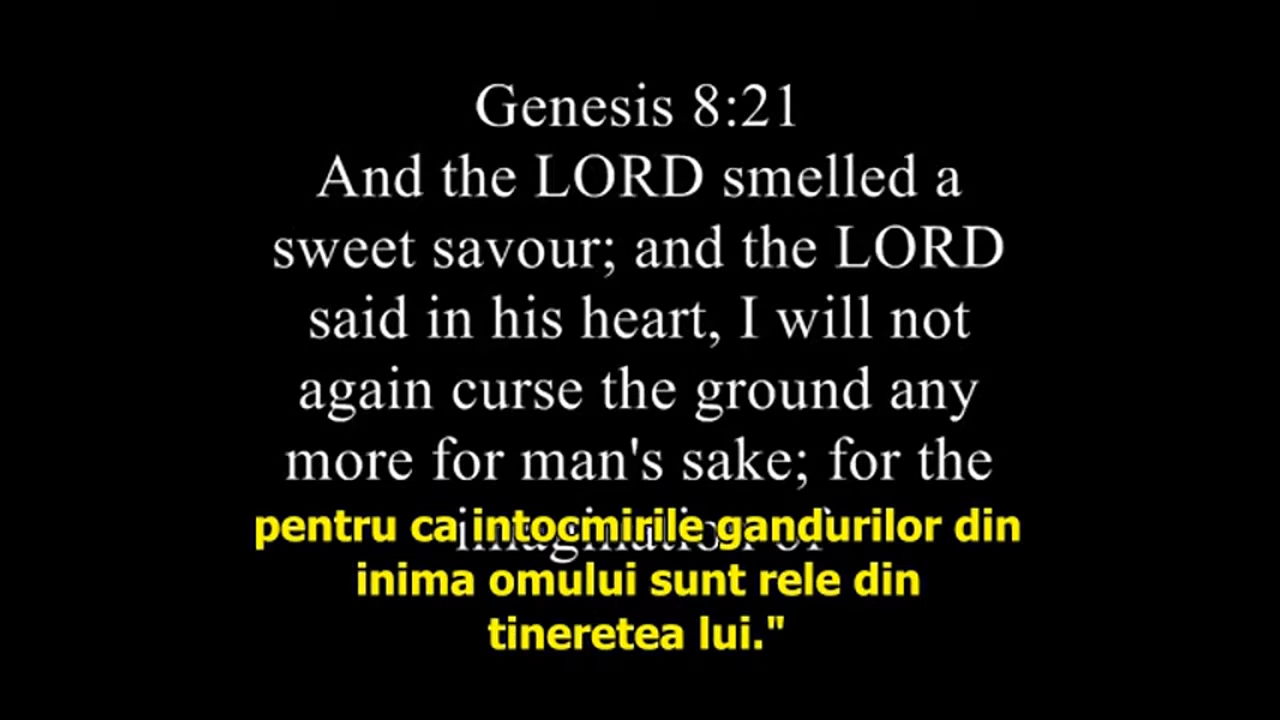 Genesis 8:21
And the LORD smelled a
sweet savour; and the LORD
said in his heart, I will not
again curse the ground any
more for man's sake; for the
imagination of
pentru ca intocmirile gandurilor din
inima omului sunt rele din
tineretea lui."